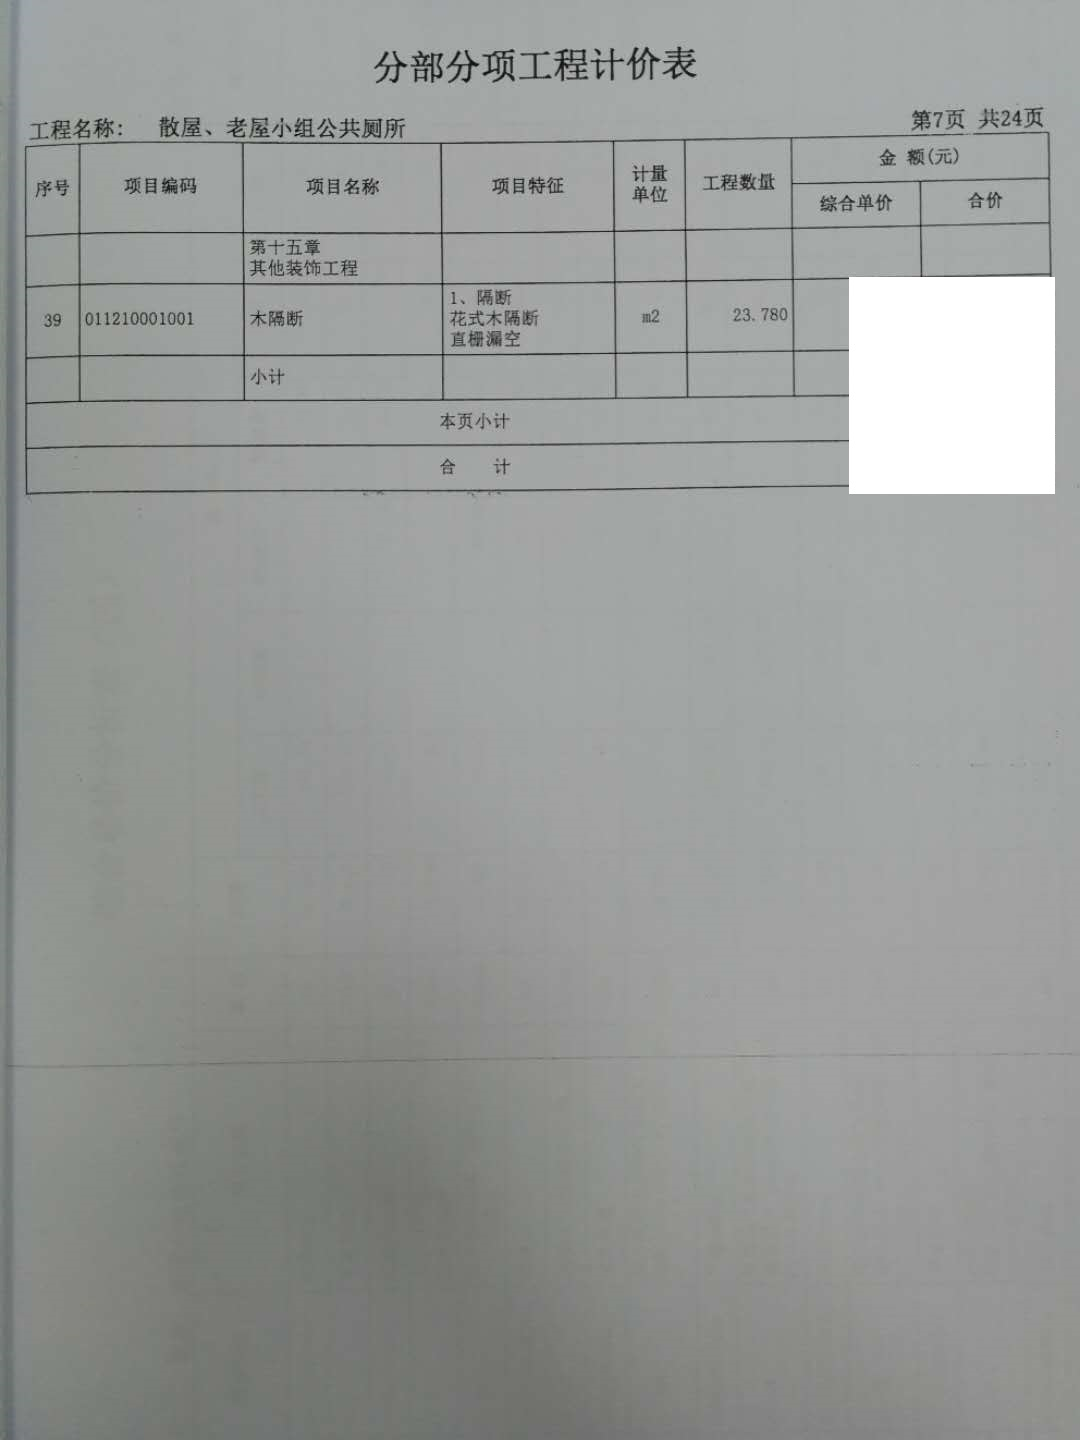 分部分项工程计价表
工程名称: 散屋、老屋小组公共厕所 第7页 共24页
序号 项目编码 项目名称 项目特征 计量单位 工程数量 金 额(元)
综合单价 合价
第十五章
其他装饰工程
39 011210001001 木隔断 1、隔断 m2 23.780
花式木隔断
直栅漏空
小计
本页小计
合 计